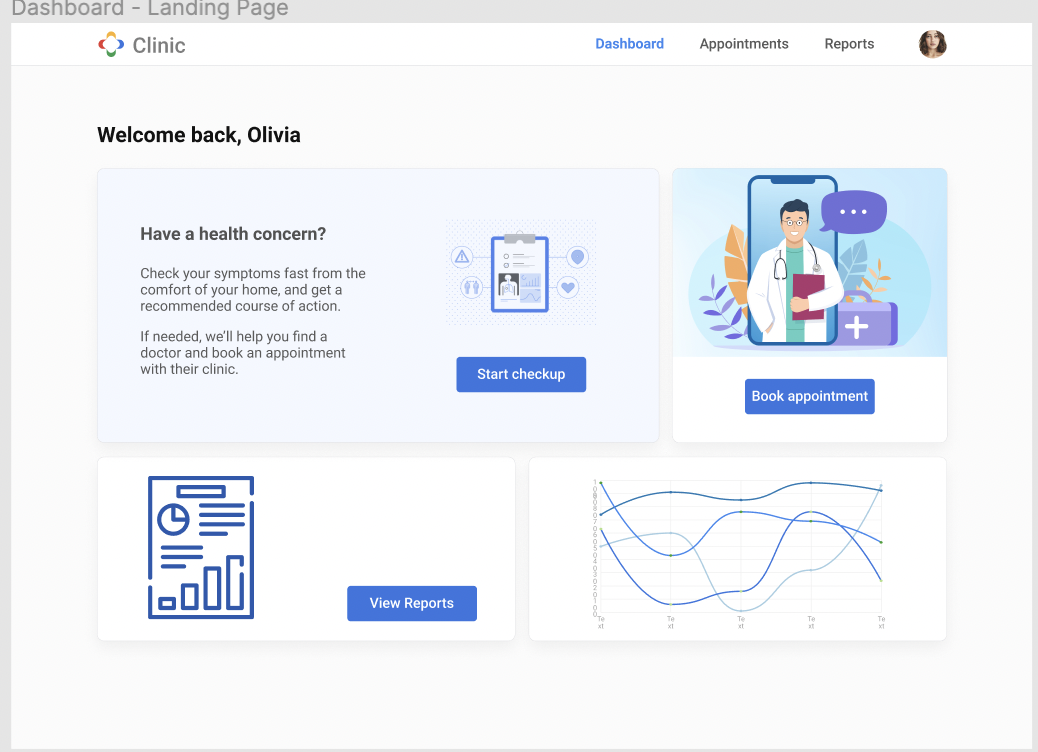 Dashboard - Landing Page
Clinic
Dashboard
Appointments
Reports
Welcome back, Olivia
Have a health concern?
Check your symptoms fast from the
comfort of your home, and get a
recommended course of action.
If needed, we’ll help you find a
doctor and book an appointment
with their clinic.
Start checkup
Book appointment
View Reports
Te
xt
Te
xt
Te
xt
Te
xt
Te
xt